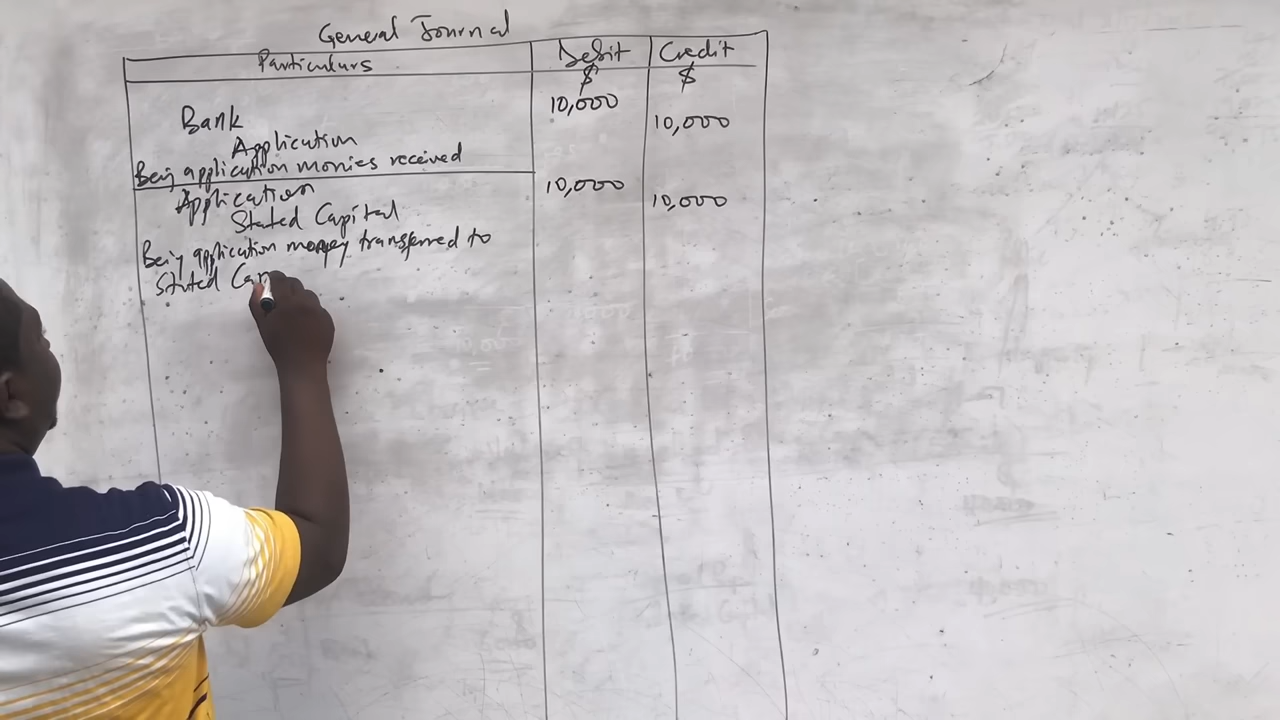 General Journal
Particulars Debit Credit
$ $
Bank 10,000
Application 10,000
Being application monies received
Application 10,000
Stated Capital 10,000
Being application money transferred to
Stated Cap